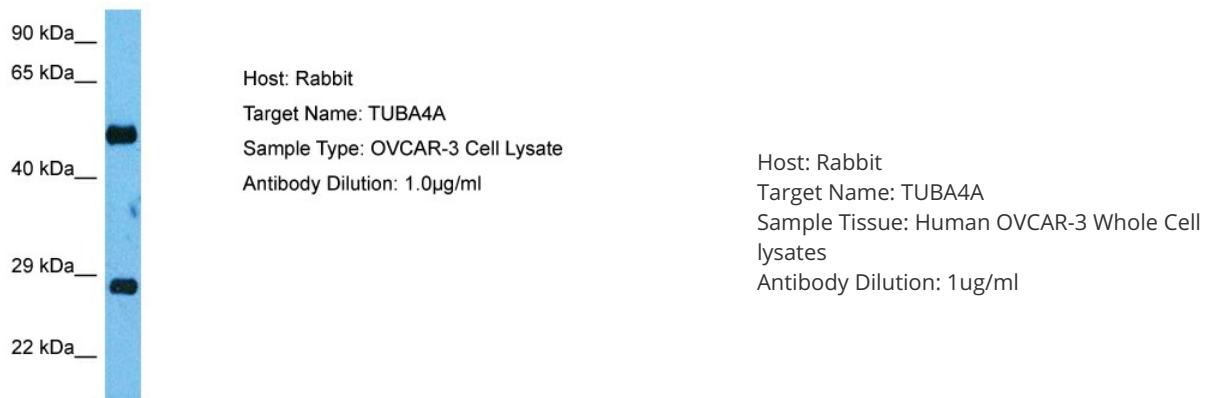 90 kDa__
65 kDa__
40 kDa__
29 kDa__
22 kDa__
Host: Rabbit
Target Name: TUBA4A
Sample Type: OVCAR-3 Cell Lysate
Antibody Dilution: 1.0µg/ml
Host: Rabbit
Target Name: TUBA4A
Sample Tissue: Human OVCAR-3 Whole Cell
lysates
Antibody Dilution: 1ug/ml